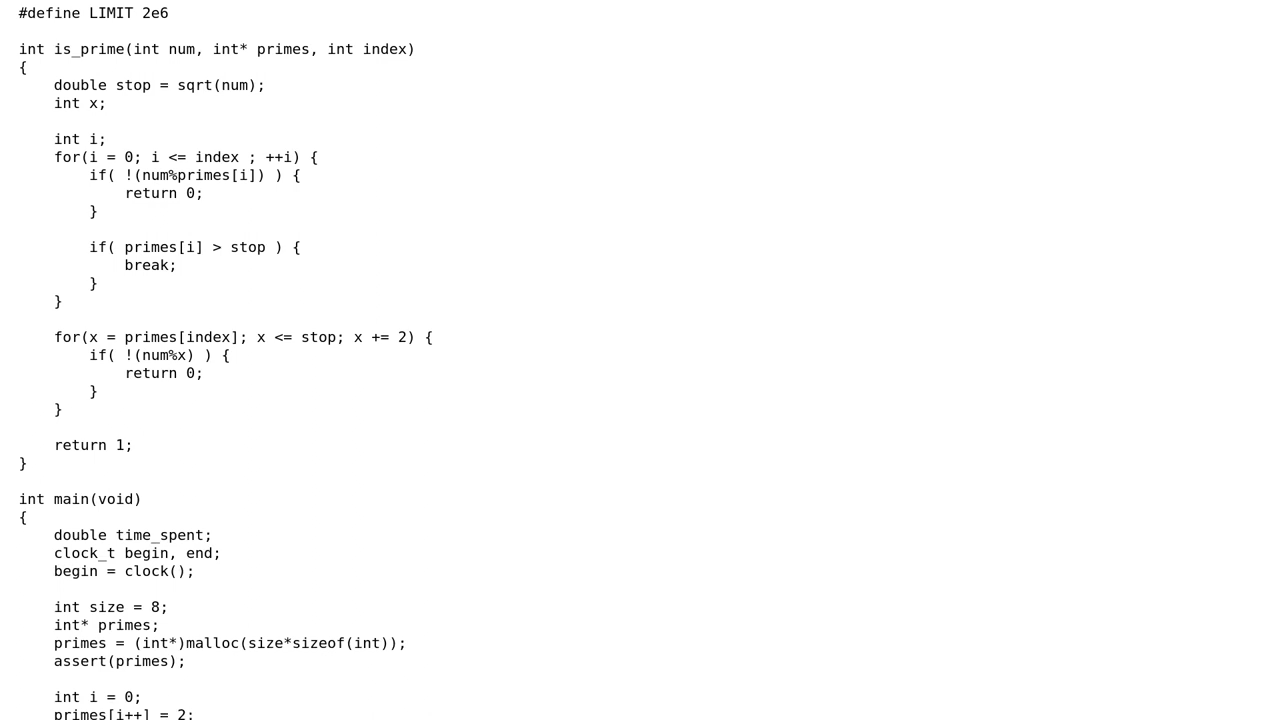 #define LIMIT 2e6

int is_prime(int num, int* primes, int index)
{
    double stop = sqrt(num);
    int x;

    int i;
    for(i = 0; i <= index ; ++i) {
        if( !(num%primes[i]) ) {
            return 0;
        }

        if( primes[i] > stop ) {
            break;
        }
    }

    for(x = primes[index]; x <= stop; x += 2) {
        if( !(num%x) ) {
            return 0;
        }
    }

    return 1;
}

int main(void)
{
    double time_spent;
    clock_t begin, end;
    begin = clock();

    int size = 8;
    int* primes;
    primes = (int*)malloc(size*sizeof(int));
    assert(primes);

    int i = 0;
    primes[i++] = 2;